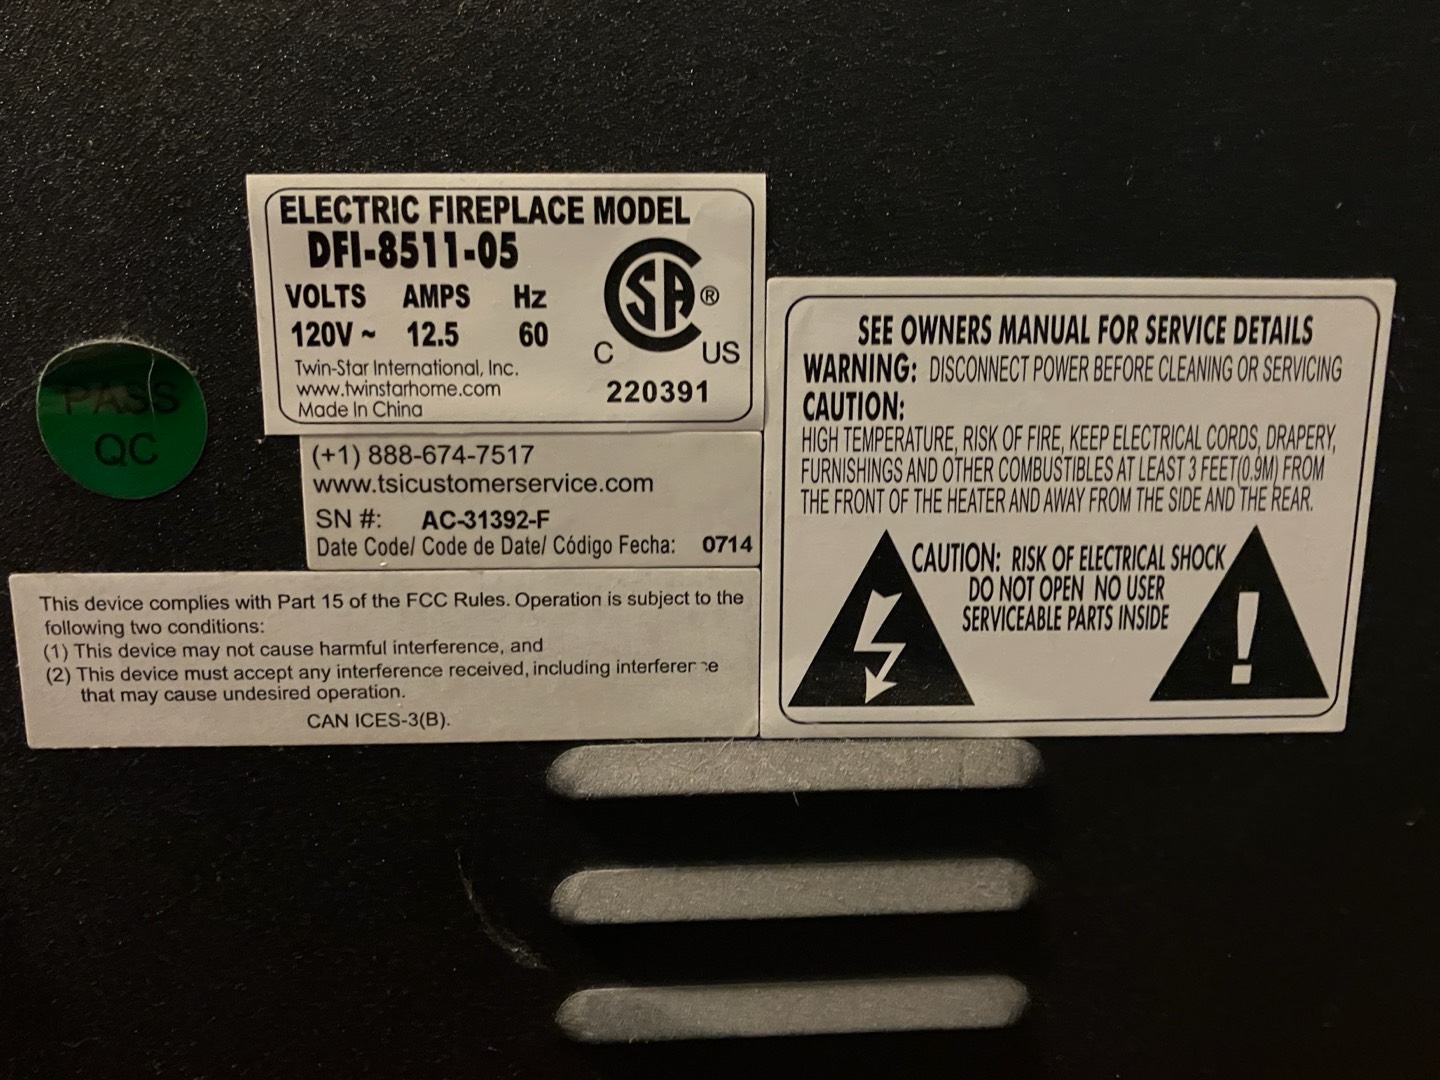 ELECTRIC FIREPLACE MODEL
DFI-8511-05
VOLTS AMPS Hz
120V ~ 12.5 60
Twin-Star International, Inc.
www.twinstarhome.com
Made In China
SA ®
C US
220391
PASS
QC
(+1) 888-674-7517
www.tsicustomerservice.com
SN #: AC-31392-F
Date Code/ Code de Date/ Código Fecha: 0714
This device complies with Part 15 of the FCC Rules. Operation is subject to the
following two conditions:
(1) This device may not cause harmful interference, and
(2) This device must accept any interference received, including interference
that may cause undesired operation.
CAN ICES-3(B).
SEE OWNERS MANUAL FOR SERVICE DETAILS
WARNING: DISCONNECT POWER BEFORE CLEANING OR SERVICING
CAUTION:
HIGH TEMPERATURE, RISK OF FIRE, KEEP ELECTRICAL CORDS, DRAPERY,
FURNISHINGS AND OTHER COMBUSTIBLES AT LEAST 3 FEET(0.9M) FROM
THE FRONT OF THE HEATER AND AWAY FROM THE SIDE AND THE REAR.
CAUTION: RISK OF ELECTRICAL SHOCK
DO NOT OPEN NO USER
SERVICEABLE PARTS INSIDE